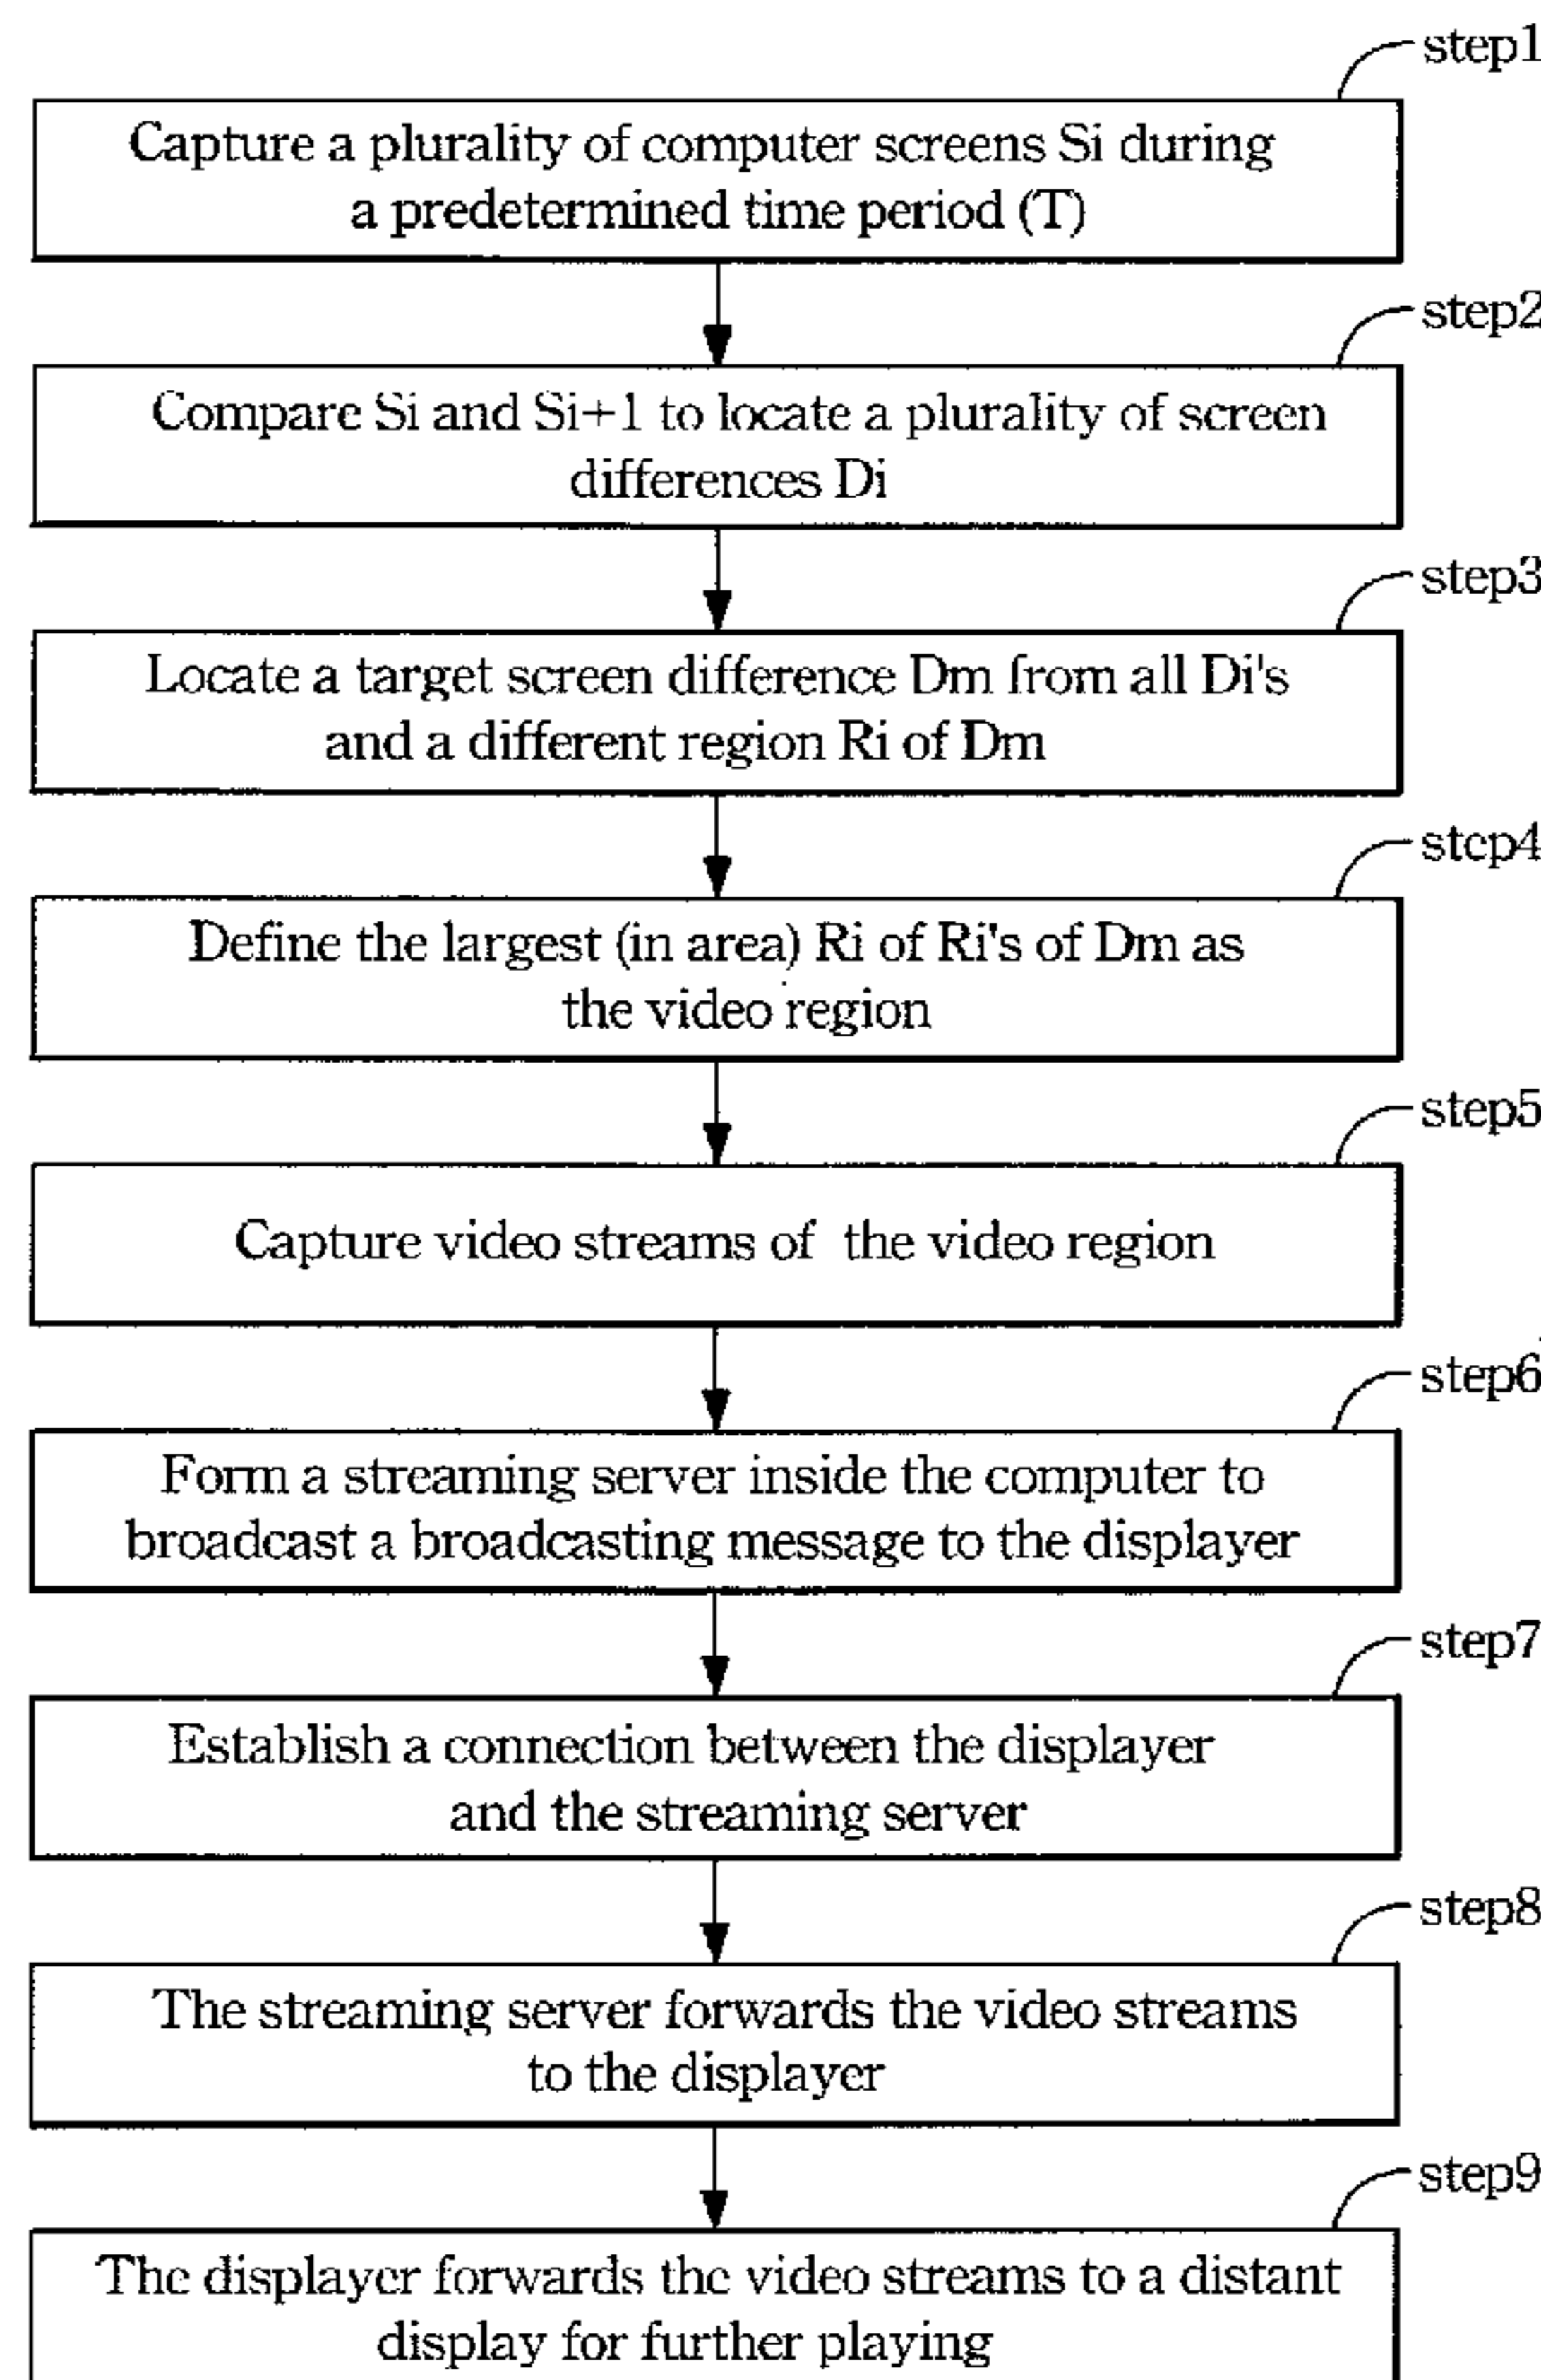 step1
Capture a plurality of computer screens Si during
a predetermined time period (T)
step2
Compare Si and Si+1 to locate a plurality of screen
differences Di
step3
Locate a target screen difference Dm from all Di's
and a different region Ri of Dm
step4
Define the largest (in area) Ri of Ri's of Dm as
the video region
step5
Capture video streams of the video region
step6
Form a streaming server inside the computer to
broadcast a broadcasting message to the displayer
step7
Establish a connection between the displayer
and the streaming server
step8
The streaming server forwards the video streams
to the displayer
step9
The displayer forwards the video streams to a distant
display for further playing